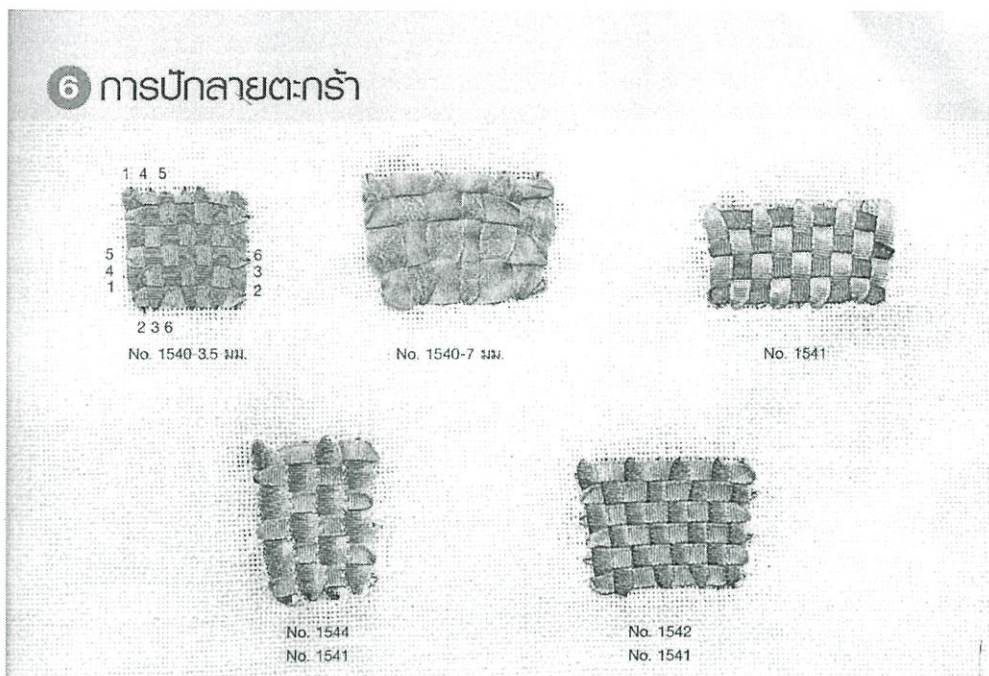 6 การปักลายตะกร้า
1 4 5
5
4
1
6
3
2
2 3 6
No. 1540-3.5 มม.
No. 1540-7 มม.
No. 1541
No. 1544
No. 1541
No. 1542
No. 1541